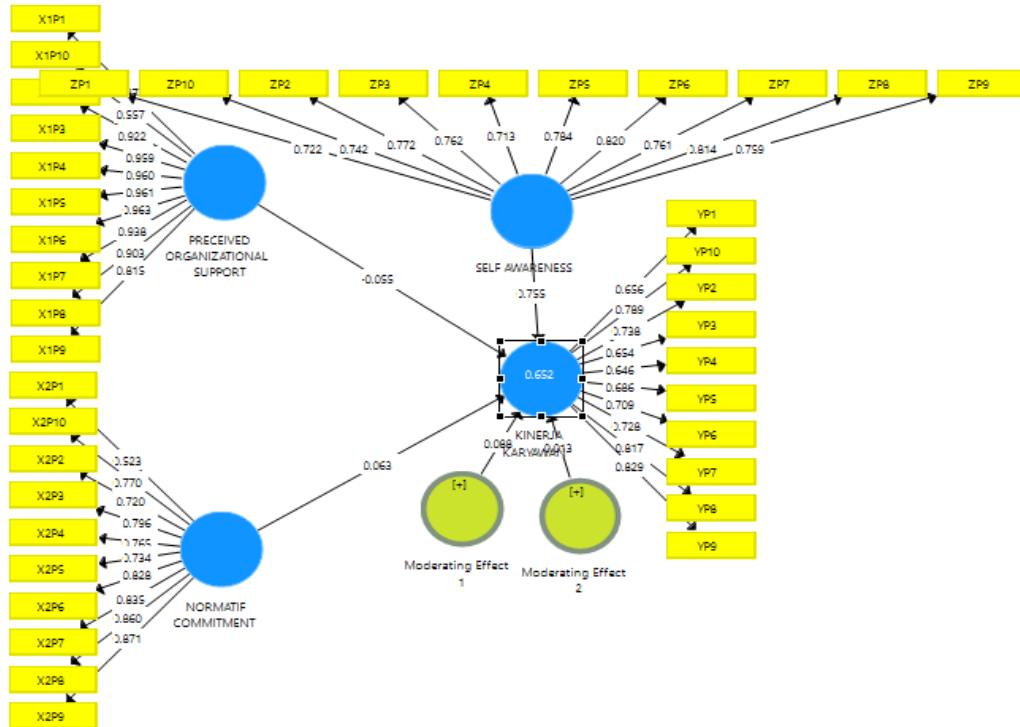 X1P1
X1P10
ZP1
ZP10
ZP2
ZP3
ZP4
ZP5
ZP6
ZP7
ZP8
ZP9
X1P3
X1P4
X1P5
X1P6
X1P7
X1P8
X1P9
0.557
0.922
0.959
0.960
0.961
0.963
0.938
0.903
0.815
0.722
0.742
0.772
0.762
0.713
0.784
0.820
0.761
0.814
0.759
PRECEIVED
ORGANIZATIONAL
SUPPORT
SELF AWARENESS
-0.055
0.755
YP1
YP10
YP2
YP3
YP4
YP5
YP6
YP7
YP8
YP9
0.656
0.789
0.738
0.654
0.646
0.686
0.709
0.728
0.817
0.829
0.652
KINERJA
KARYAWAN
0.088
0.063
X2P1
X2P10
X2P2
X2P3
X2P4
X2P5
X2P6
X2P7
X2P8
X2P9
0.523
0.770
0.720
0.796
0.765
0.734
0.828
0.835
0.860
0.871
NORMATIF
COMMITMENT
[+]
Moderating Effect
1
[+]
Moderating Effect
2